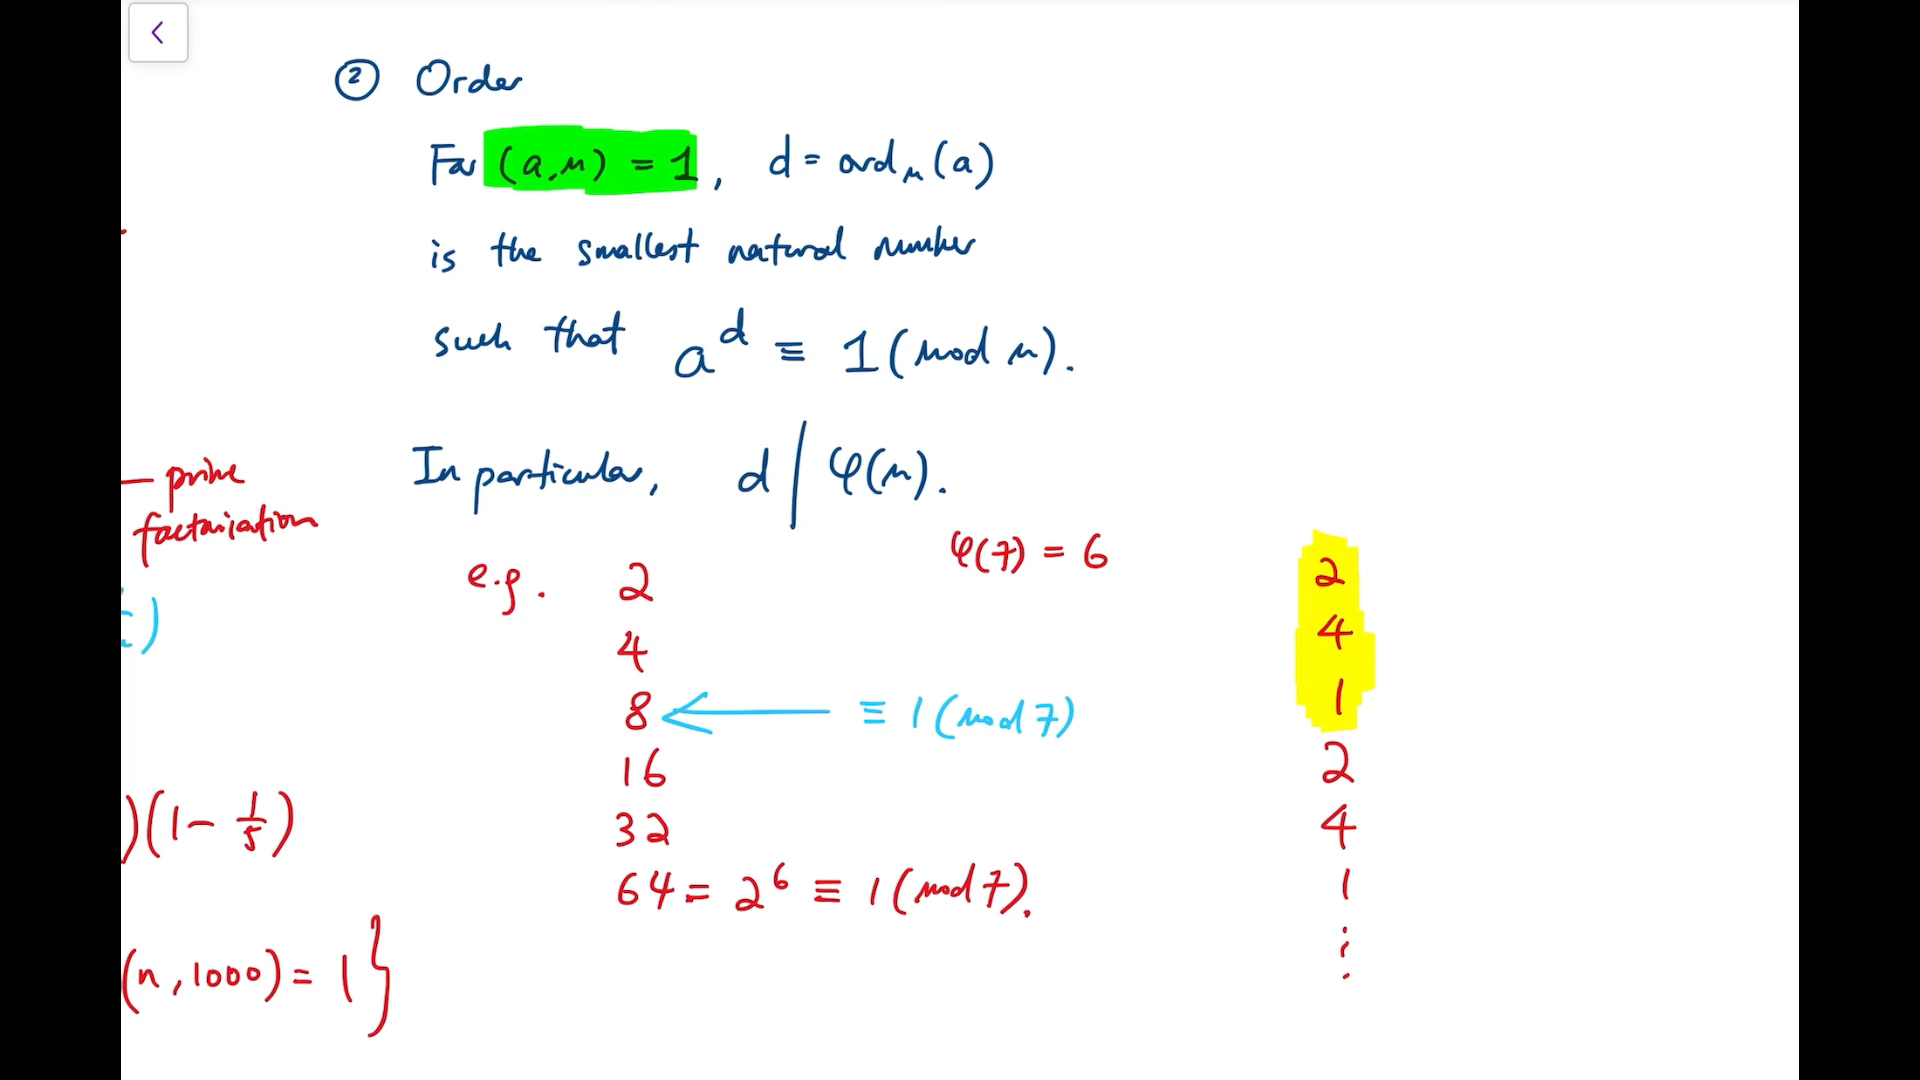 ② Order
For (a,n) = 1, d = ord_n(a)
is the smallest natural number
such that a^d ≡ 1 (mod n).
In particular, d | φ(n).
— prime
factorisation
φ(7) = 6
e.g. 2
4
8 ← ≡ 1 (mod 7)
16
32
64 = 2^6 ≡ 1 (mod 7).
2
4
1
2
4
1
⋮
)(1 - 1/5)
(n, 1000) = 1}